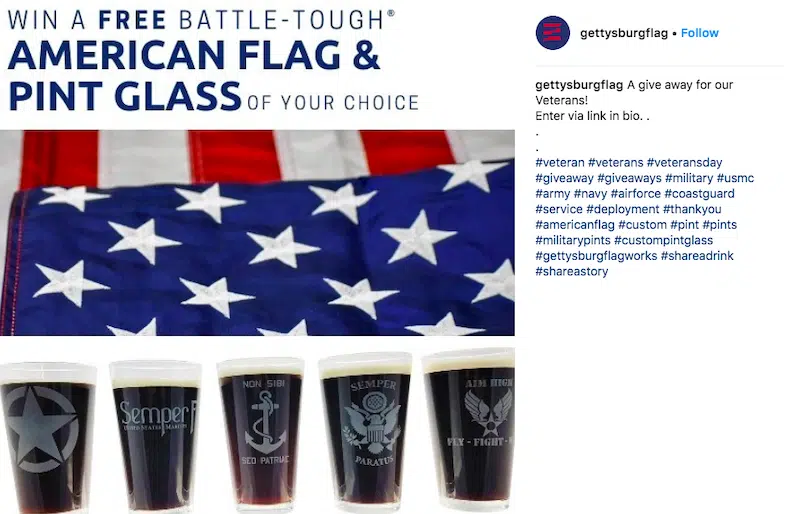 WIN A FREE BATTLE-TOUGH®
AMERICAN FLAG &
PINT GLASS OF YOUR CHOICE
Semper F
UNITED STATES MARINES
NON SIBI
SED PATRIAE
SEMPER
PARATUS
AIM HIGH
FLY - FIGHT -
gettysburgflag • Follow
gettysburgflag A give away for our
Veterans!
Enter via link in bio. .
.
.
#veteran #veterans #veteransday
#giveaway #giveaways #military #usmc
#army #navy #airforce #coastguard
#service #deployment #thankyou
#americanflag #custom #pint #pints
#militarypints #custompintglass
#gettysburgflagworks #shareadrink
#shareastory